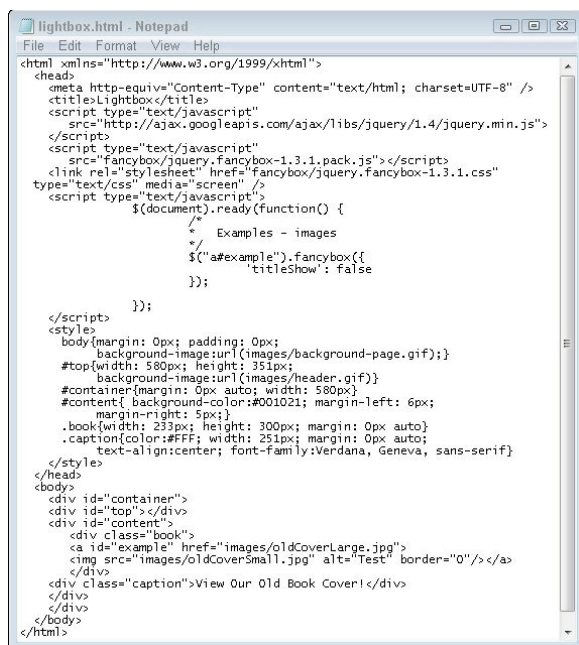 lightbox.html - Notepad
File Edit Format View Help
<html xmlns="http://www.w3.org/1999/xhtml">
<head>
<meta http-equiv="Content-Type" content="text/html; charset=UTF-8" />
<title>Lightbox</title>
<script type="text/javascript"
src="http://ajax.googleapis.com/ajax/libs/jquery/1.4/jquery.min.js">
</script>
<script type="text/javascript"
src="fancybox/jquery.fancybox-1.3.1.pack.js"></script>
<link rel="stylesheet" href="fancybox/jquery.fancybox-1.3.1.css"
type="text/css" media="screen" />
<script type="text/javascript">
$(document).ready(function() {
/*
* Examples - images
*/
$("a#example").fancybox({
'titleShow': false
});
});
</script>
<style>
body{margin: 0px; padding: 0px;
background-image:url(images/background-page.gif);}
#top{width: 580px; height: 351px;
background-image:url(images/header.gif)}
#container{margin: 0px auto; width: 580px}
#content{ background-color:#001021; margin-left: 6px;
margin-right: 5px;}
.book{width: 233px; height: 300px; margin: 0px auto}
.caption{color:#FFF; width: 251px; margin: 0px auto;
text-align:center; font-family:Verdana, Geneva, sans-serif}
</style>
</head>
<body>
<div id="container">
<div id="top"></div>
<div id="content">
<div class="book">
<a id="example" href="images/oldCoverLarge.jpg">
<img src="images/oldCoverSmall.jpg" alt="Test" border="0"/></a>
</div>
<div class="caption">View Our Old Book Cover!</div>
</div>
</div>
</body>
</html>